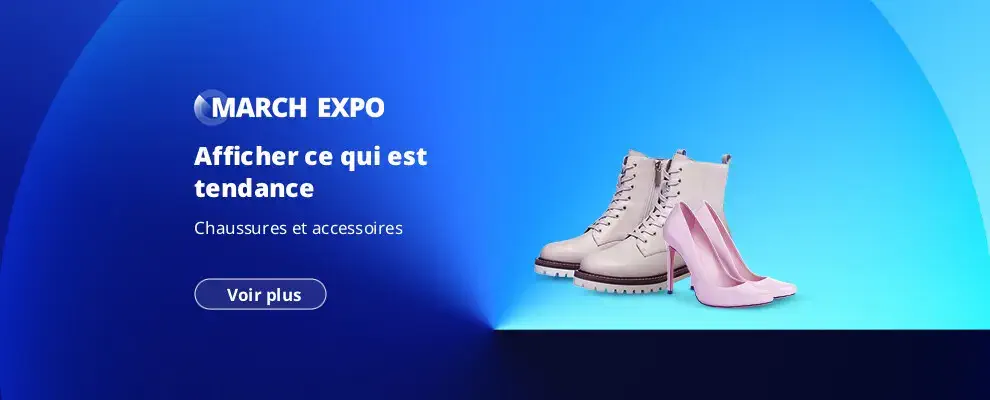 MARCH EXPO
Afficher ce qui est
tendance
Chaussures et accessoires
Voir plus